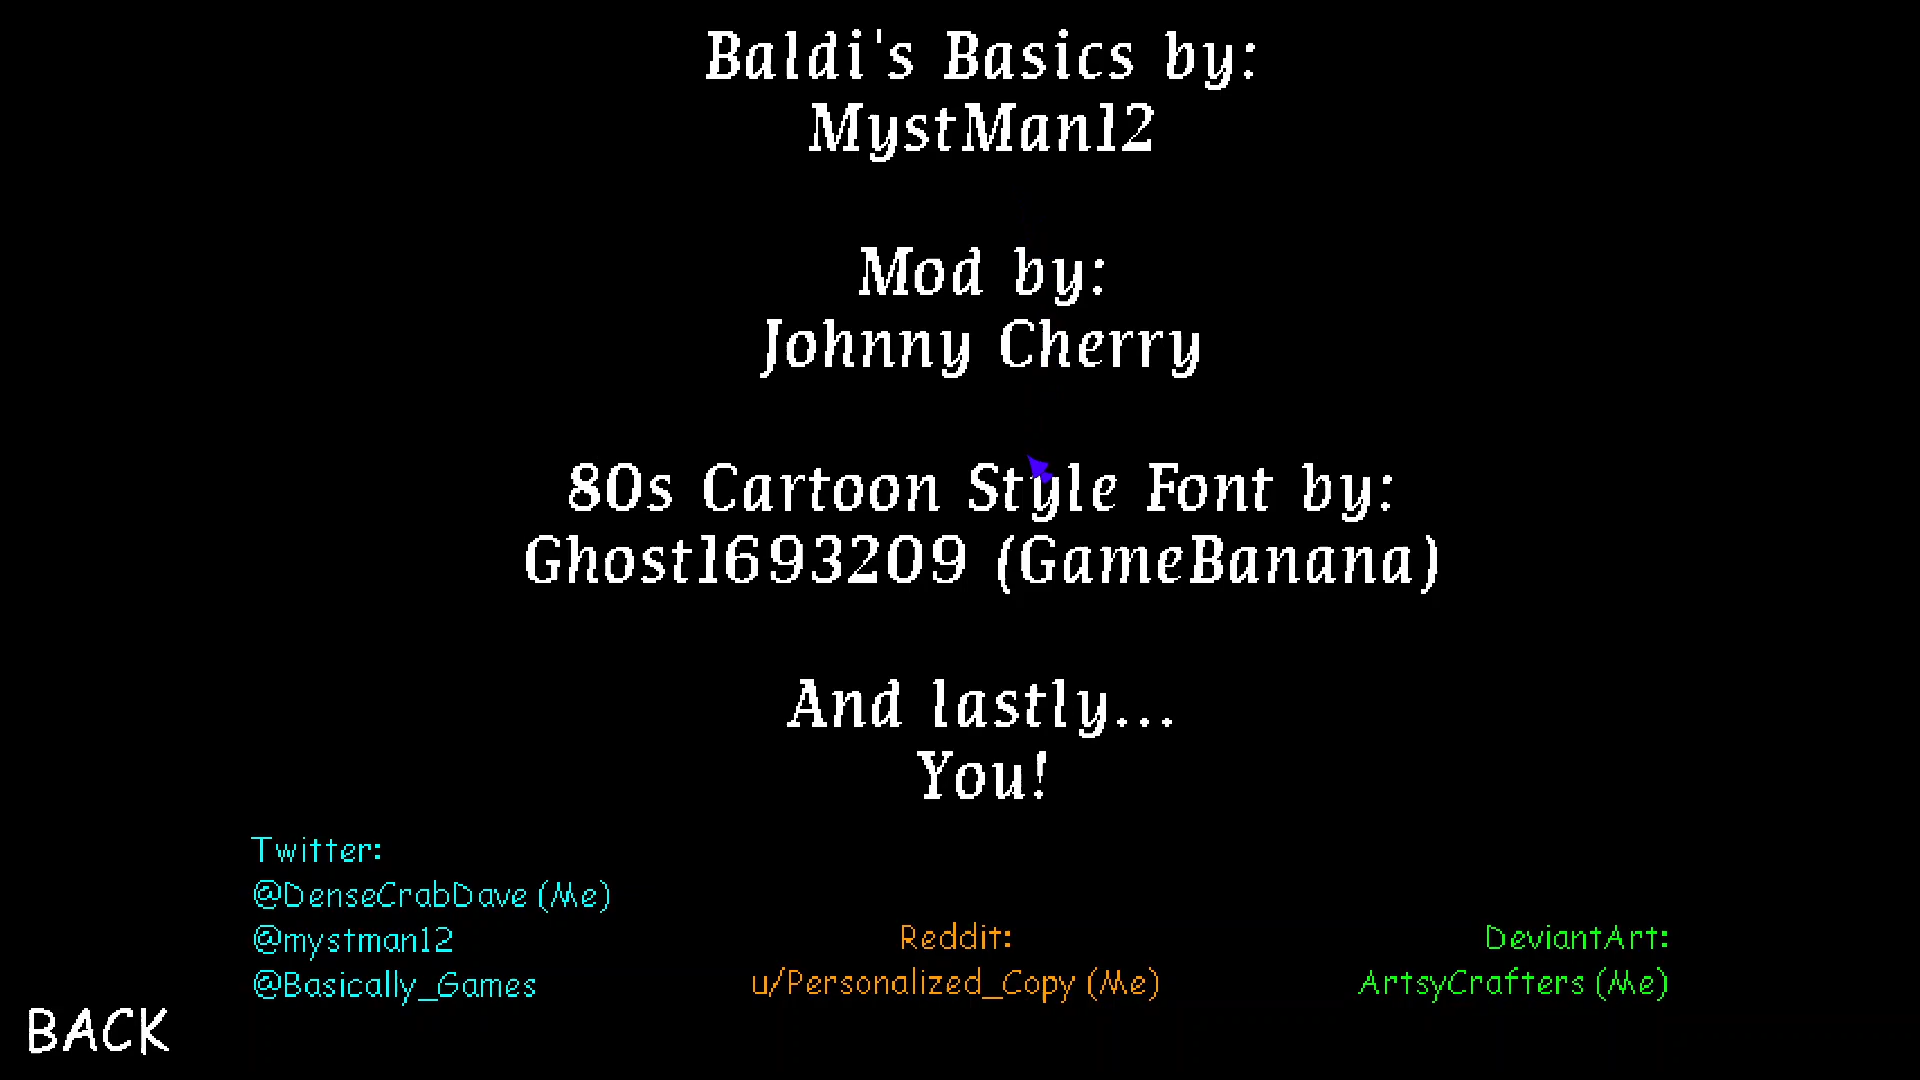 Baldi's Basics by:
MystMan12
Mod by:
Johnny Cherry
80s Cartoon Style Font by:
Ghost1693209 (GameBanana)
And lastly...
You!
Twitter:
@DenseCrabDave (Me)
@mystman12
@Basically_Games
Reddit:
u/Personalized_Copy (Me)
DeviantArt:
ArtsyCrafters (Me)
BACK